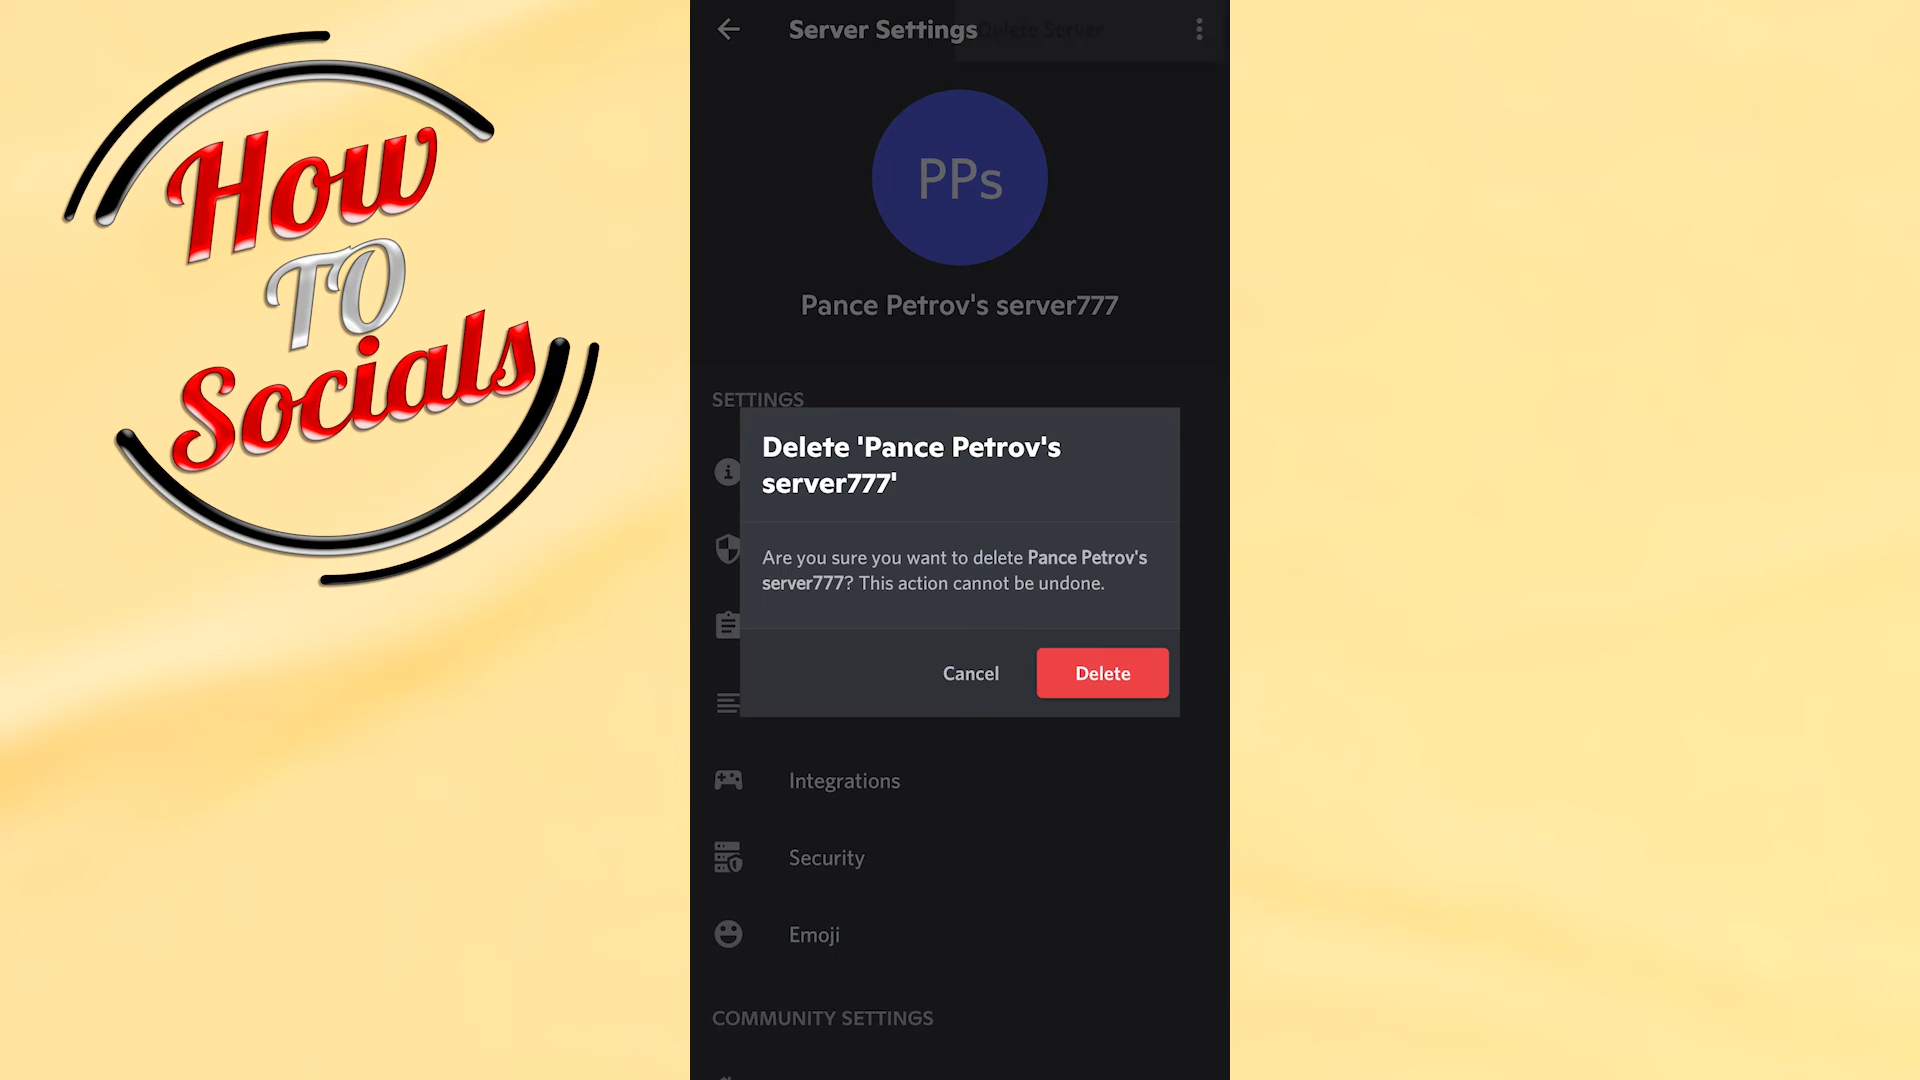 How
TO
Socials
Server Settings
Delete Server
PPs
Pance Petrov's server777
SETTINGS
Delete 'Pance Petrov's
server777'
Are you sure you want to delete Pance Petrov's
server777? This action cannot be undone.
Cancel
Delete
Integrations
Security
Emoji
COMMUNITY SETTINGS